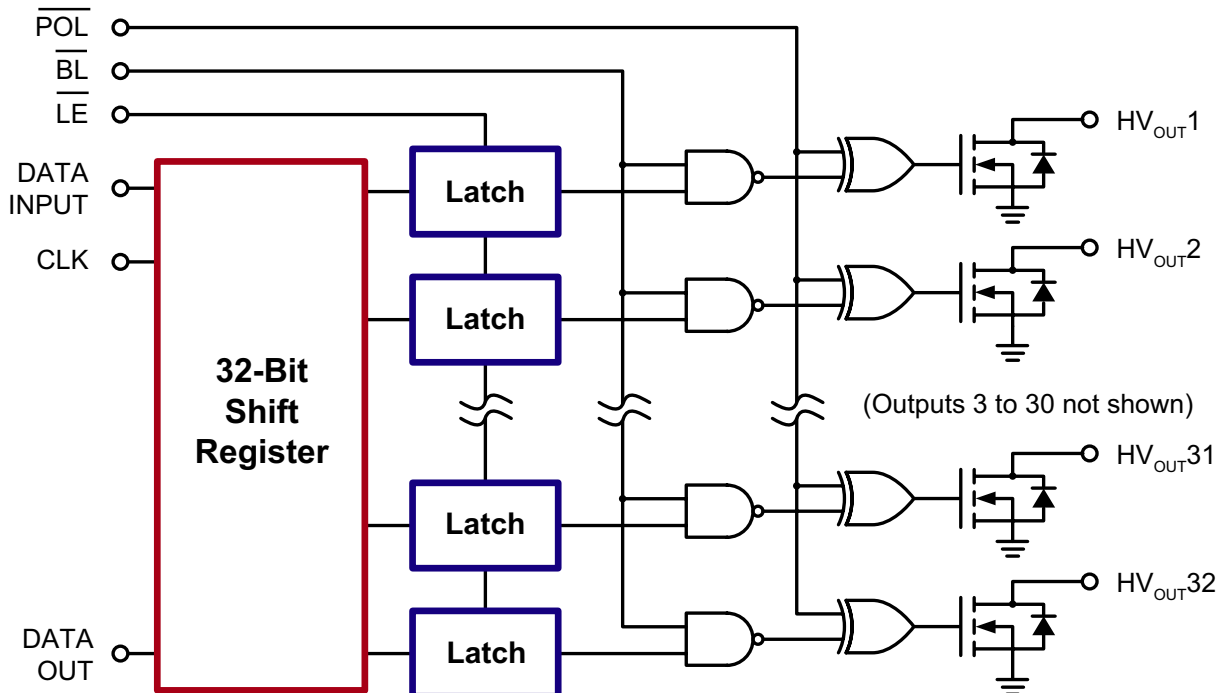 POL
BL
LE
DATA
INPUT
CLK
32-Bit
Shift
Register
DATA
OUT
Latch
Latch
Latch
Latch
HVOUT1
HVOUT2
(Outputs 3 to 30 not shown)
HVOUT31
HVOUT32